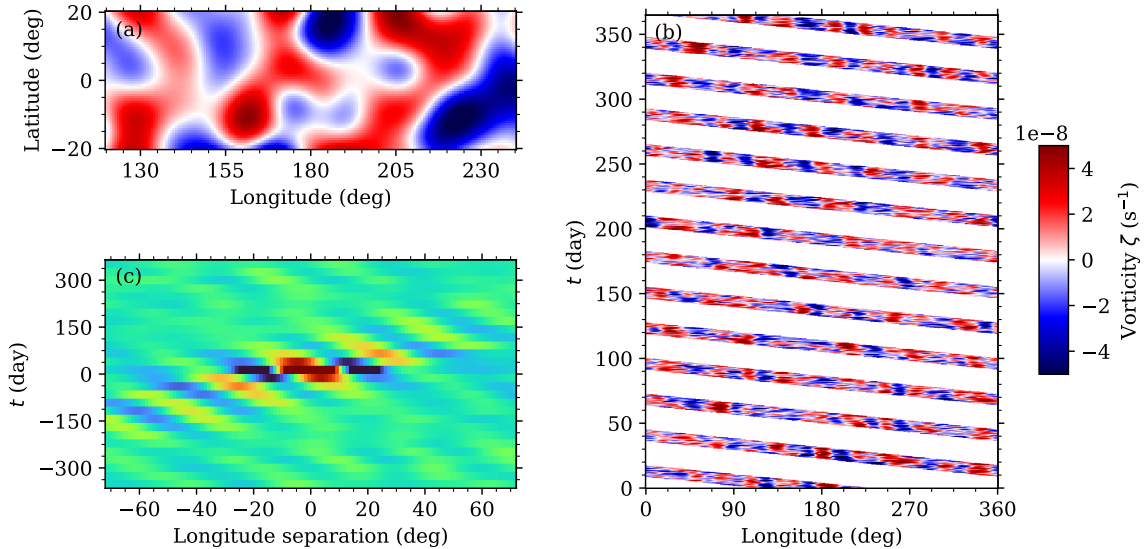 (a)
20
0
−20
Latitude (deg)
130 155 180 205 230
Longitude (deg)
(c)
300
150
0
−150
−300
t (day)
−60 −40 −20 0 20 40 60
Longitude separation (deg)
(b)
350
300
250
200
150
100
50
0
t (day)
0 90 180 270 360
Longitude (deg)
1e−8
4
2
0
−2
−4
Vorticity ζ (s−1)